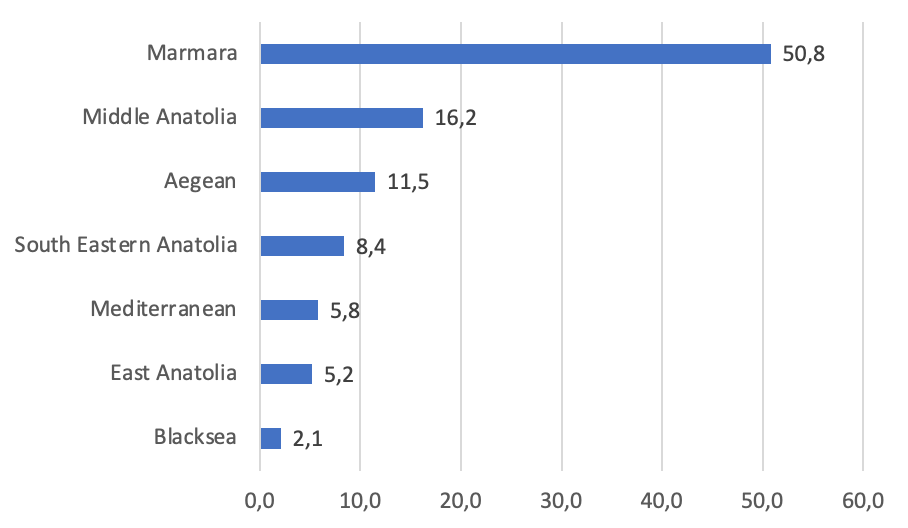 Marmara 50,8
Middle Anatolia 16,2
Aegean 11,5
South Eastern Anatolia 8,4
Mediterranean 5,8
East Anatolia 5,2
Blacksea 2,1
0,0 10,0 20,0 30,0 40,0 50,0 60,0